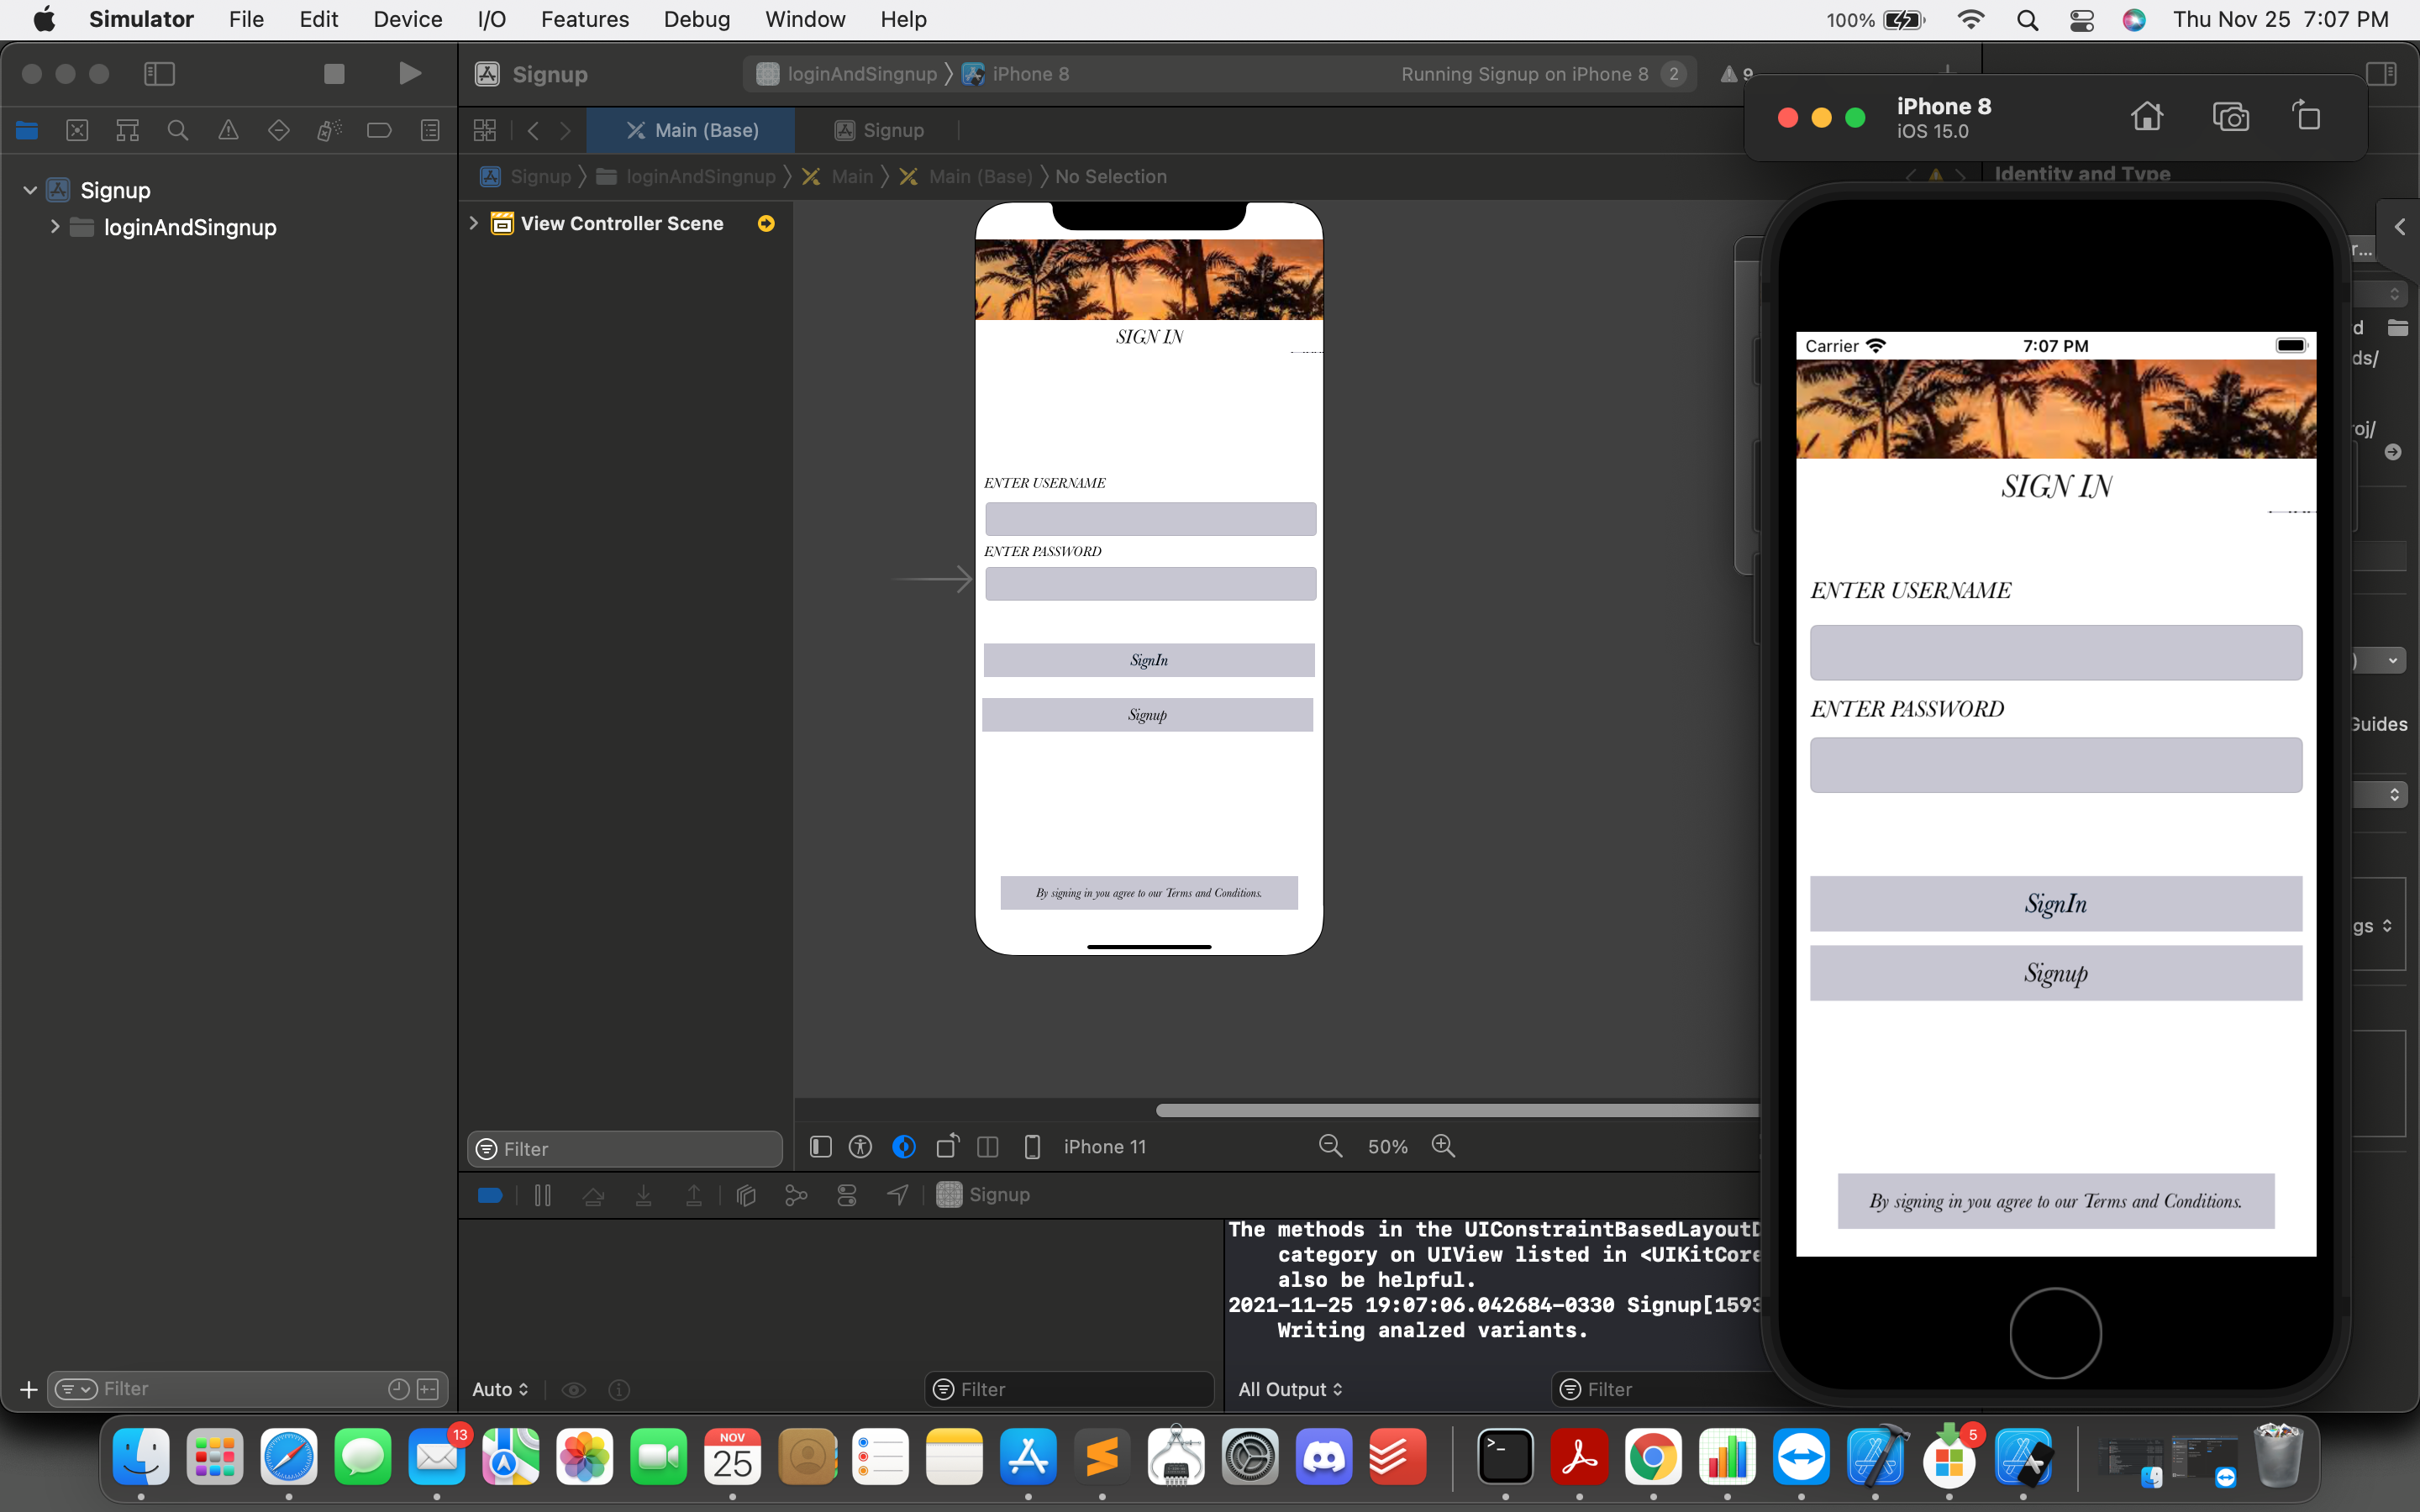 Simulator File Edit Device I/O Features Debug Window Help 100% Thu Nov 25 7:07 PM
Signup loginAndSingnup iPhone 8 Running Signup on iPhone 8 2 9
iPhone 8
iOS 15.0
Main (Base) Signup
Signup loginAndSingnup Main Main (Base) No Selection Identity and Type
Signup
loginAndSingnup
View Controller Scene
SIGN IN
ENTER USERNAME
ENTER PASSWORD
SignIn
Signup
By signing in you agree to our Terms and Conditions.
Carrier 7:07 PM
SIGN IN
ENTER USERNAME
ENTER PASSWORD
SignIn
Signup
By signing in you agree to our Terms and Conditions.
r...
ds/
oj/
Guides
gs
Filter iPhone 11 50%
Signup
The methods in the UIConstraintBasedLayoutD
category on UIView listed in <UIKitCore
also be helpful.
2021-11-25 19:07:06.042684-0330 Signup[1593
Writing analzed variants.
Filter Auto Filter All Output Filter
13 NOV 25 5